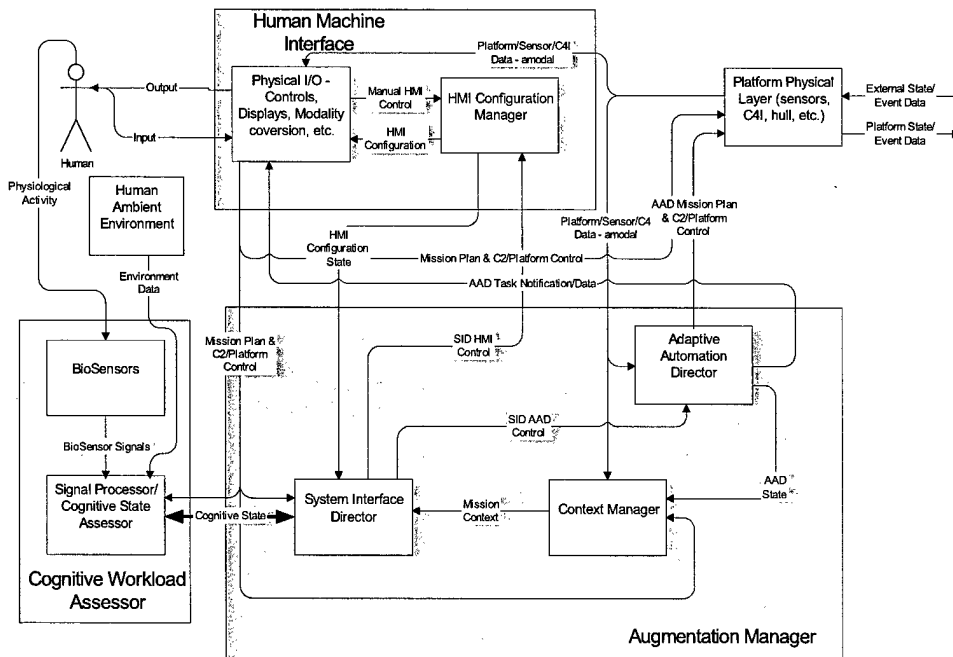 Human Machine
Interface
Platform/Sensor/C4I
Data - amodal
Output
Physical I/O -
Controls,
Displays, Modality
coversion, etc.
Manual HMI
Control
HMI Configuration
Manager
HMI
Configuration
Platform Physical
Layer (sensors,
C4I, hull, etc.)
External State/
Event Data
Platform State/
Event Data
Input
Human
Physiological
Activity
Human
Ambient
Environment
Environment
Data
HMI
Configuration
State
Platform/Sensor/C4
Data - amodal
AAD Mission Plan
& C2/Platform
Control
Mission Plan & C2/Platform Control
AAD Task Notification/Data
Mission Plan &
C2/Platform
Control
SID HMI
Control
Adaptive
Automation
Director
BioSensors
SID AAD
Control
BioSensor Signals
AAD
State
Signal Processor/
Cognitive State
Assessor
Cognitive State
System Interface
Director
Mission
Context
Context Manager
Cognitive Workload
Assessor
Augmentation Manager